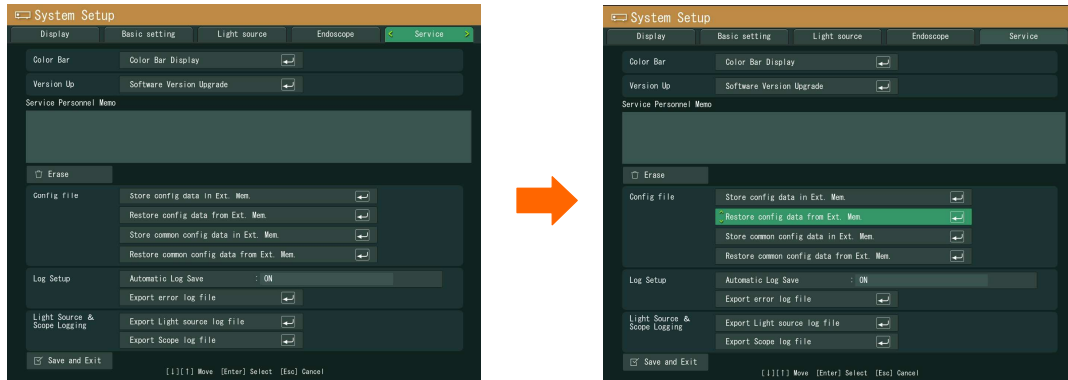 System Setup
Display Basic setting Light source Endoscope < Service >
Color Bar Color Bar Display
Version Up Software Version Upgrade
Service Personnel Memo
Erase
Config file Store config data in Ext. Mem.
Restore config data from Ext. Mem.
Store common config data in Ext. Mem.
Restore common config data from Ext. Mem.
Log Setup Automatic Log Save : ON
Export error log file
Light Source &
Scope Logging
Export Light source log file
Export Scope log file
Save and Exit
[↓][↑] Move [Enter] Select [Esc] Cancel
System Setup
Display Basic setting Light source Endoscope Service
Color Bar Color Bar Display
Version Up Software Version Upgrade
Service Personnel Memo
Erase
Config file Store config data in Ext. Mem.
Restore config data from Ext. Mem.
Store common config data in Ext. Mem.
Restore common config data from Ext. Mem.
Log Setup Automatic Log Save : ON
Export error log file
Light Source &
Scope Logging
Export Light source log file
Export Scope log file
Save and Exit
[↓][↑] Move [Enter] Select [Esc] Cancel